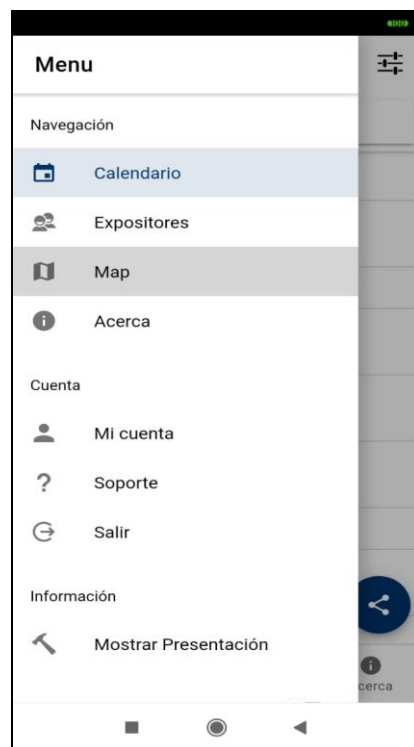 Menu
Navegación
Calendario
Expositores
Map
Acerca
Cuenta
Mi cuenta
Soporte
Salir
Información
Mostrar Presentación
cerca